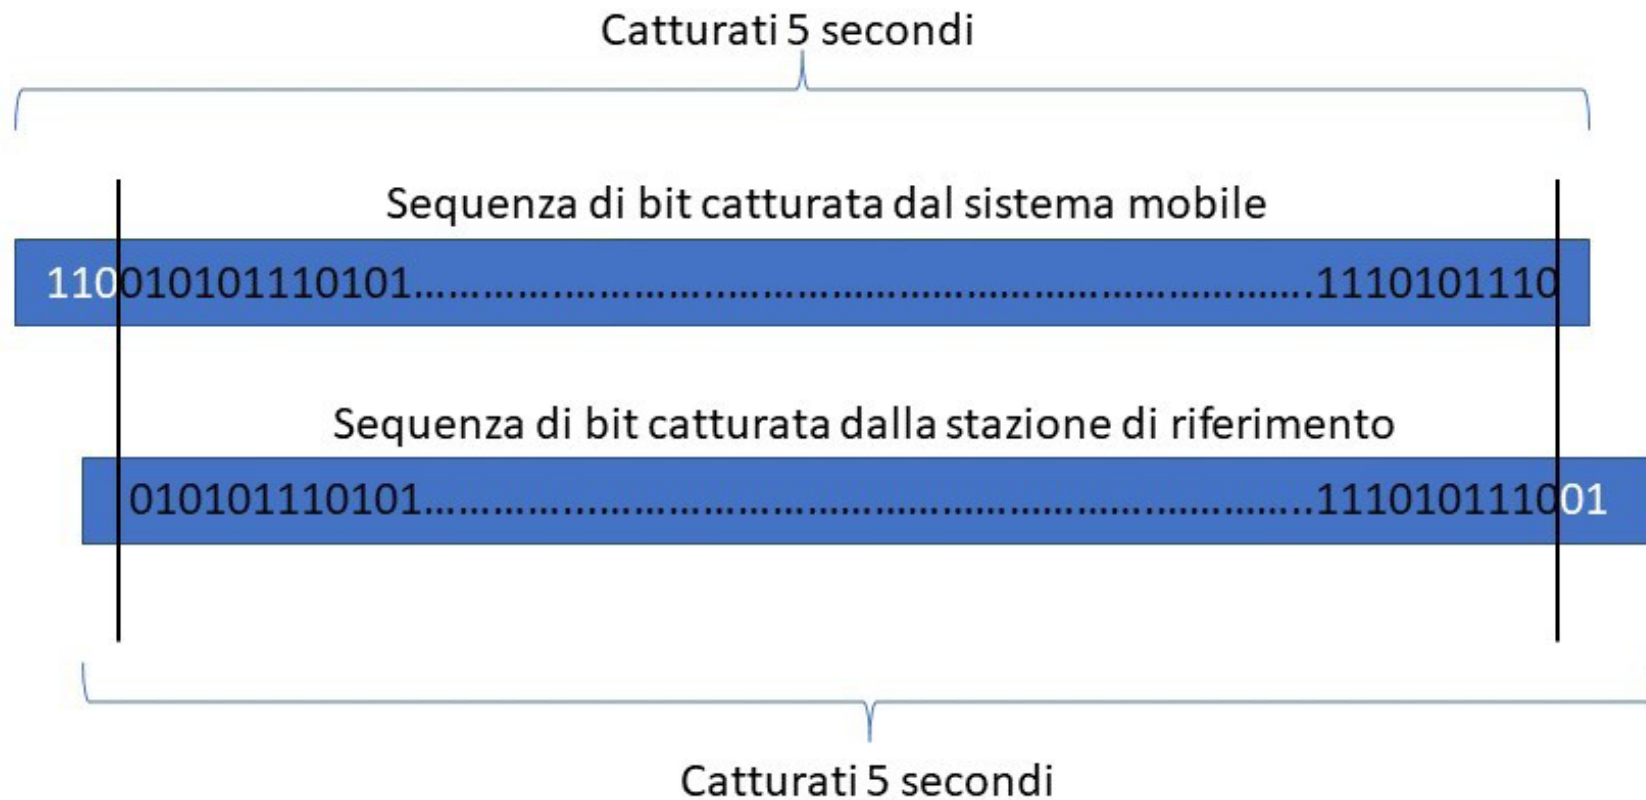 Catturati 5 secondi
Sequenza di bit catturata dal sistema mobile
110010101110101................................................................1110101110
Sequenza di bit catturata dalla stazione di riferimento
010101110101................................................................111010111001
Catturati 5 secondi